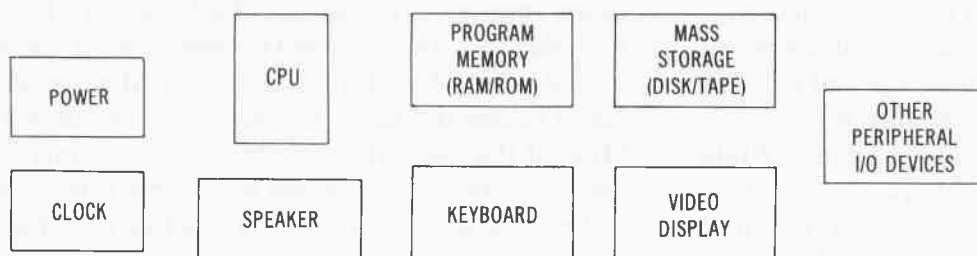 POWER
CPU
PROGRAM
MEMORY
(RAM/ROM)
MASS
STORAGE
(DISK/TAPE)
OTHER
PERIPHERAL
I/O DEVICES
CLOCK
SPEAKER
KEYBOARD
VIDEO
DISPLAY